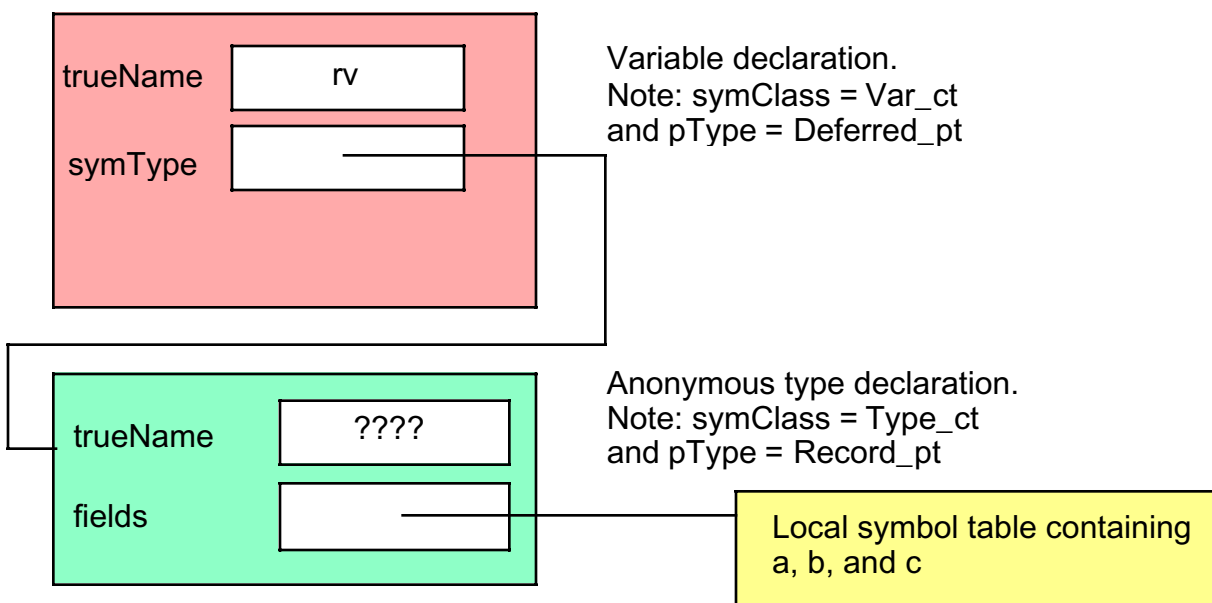 trueName
rv
symType
Variable declaration.
Note: symClass = Var_ct
and pType = Deferred_pt
trueName
????
fields
Anonymous type declaration.
Note: symClass = Type_ct
and pType = Record_pt
Local symbol table containing
a, b, and c